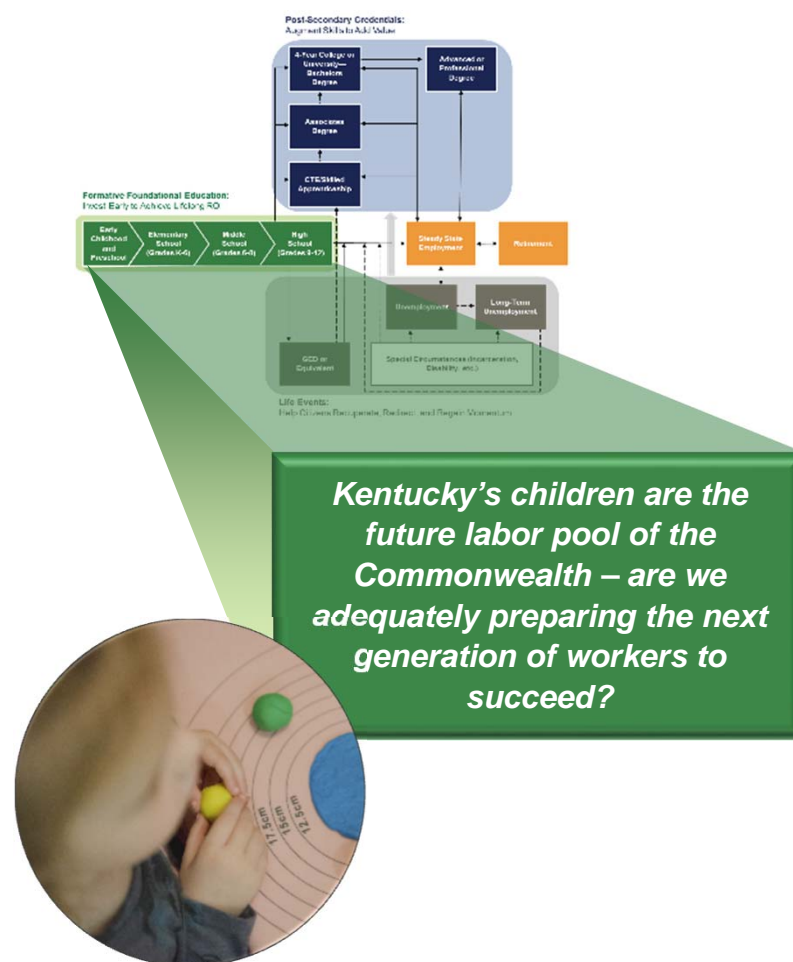 Post-Secondary Credentials:
Augment Skills to Add Value
4-Year College or
University—
Bachelors
Degree
Advanced or
Professional
Degree
Associates
Degree
CTE/Skilled
Apprenticeship
Formative Foundational Education:
Invest Early to Achieve Lifelong ROI
Early
Childhood
and
Preschool
Elementary
School
(Grades K-5)
Middle
School
(Grades 6-8)
High
School
(Grades 9-12)
Steady State
Employment
Retirement
Unemployment
Long-Term
Unemployment
GED or
Equivalent
Special Circumstances (Incarceration,
Disability, etc.)
Life Events:
Help Citizens Recuperate, Redirect, and Regain Momentum
Kentucky’s children are the
future labor pool of the
Commonwealth – are we
adequately preparing the next
generation of workers to
succeed?
17.5cm
15cm
12.5cm